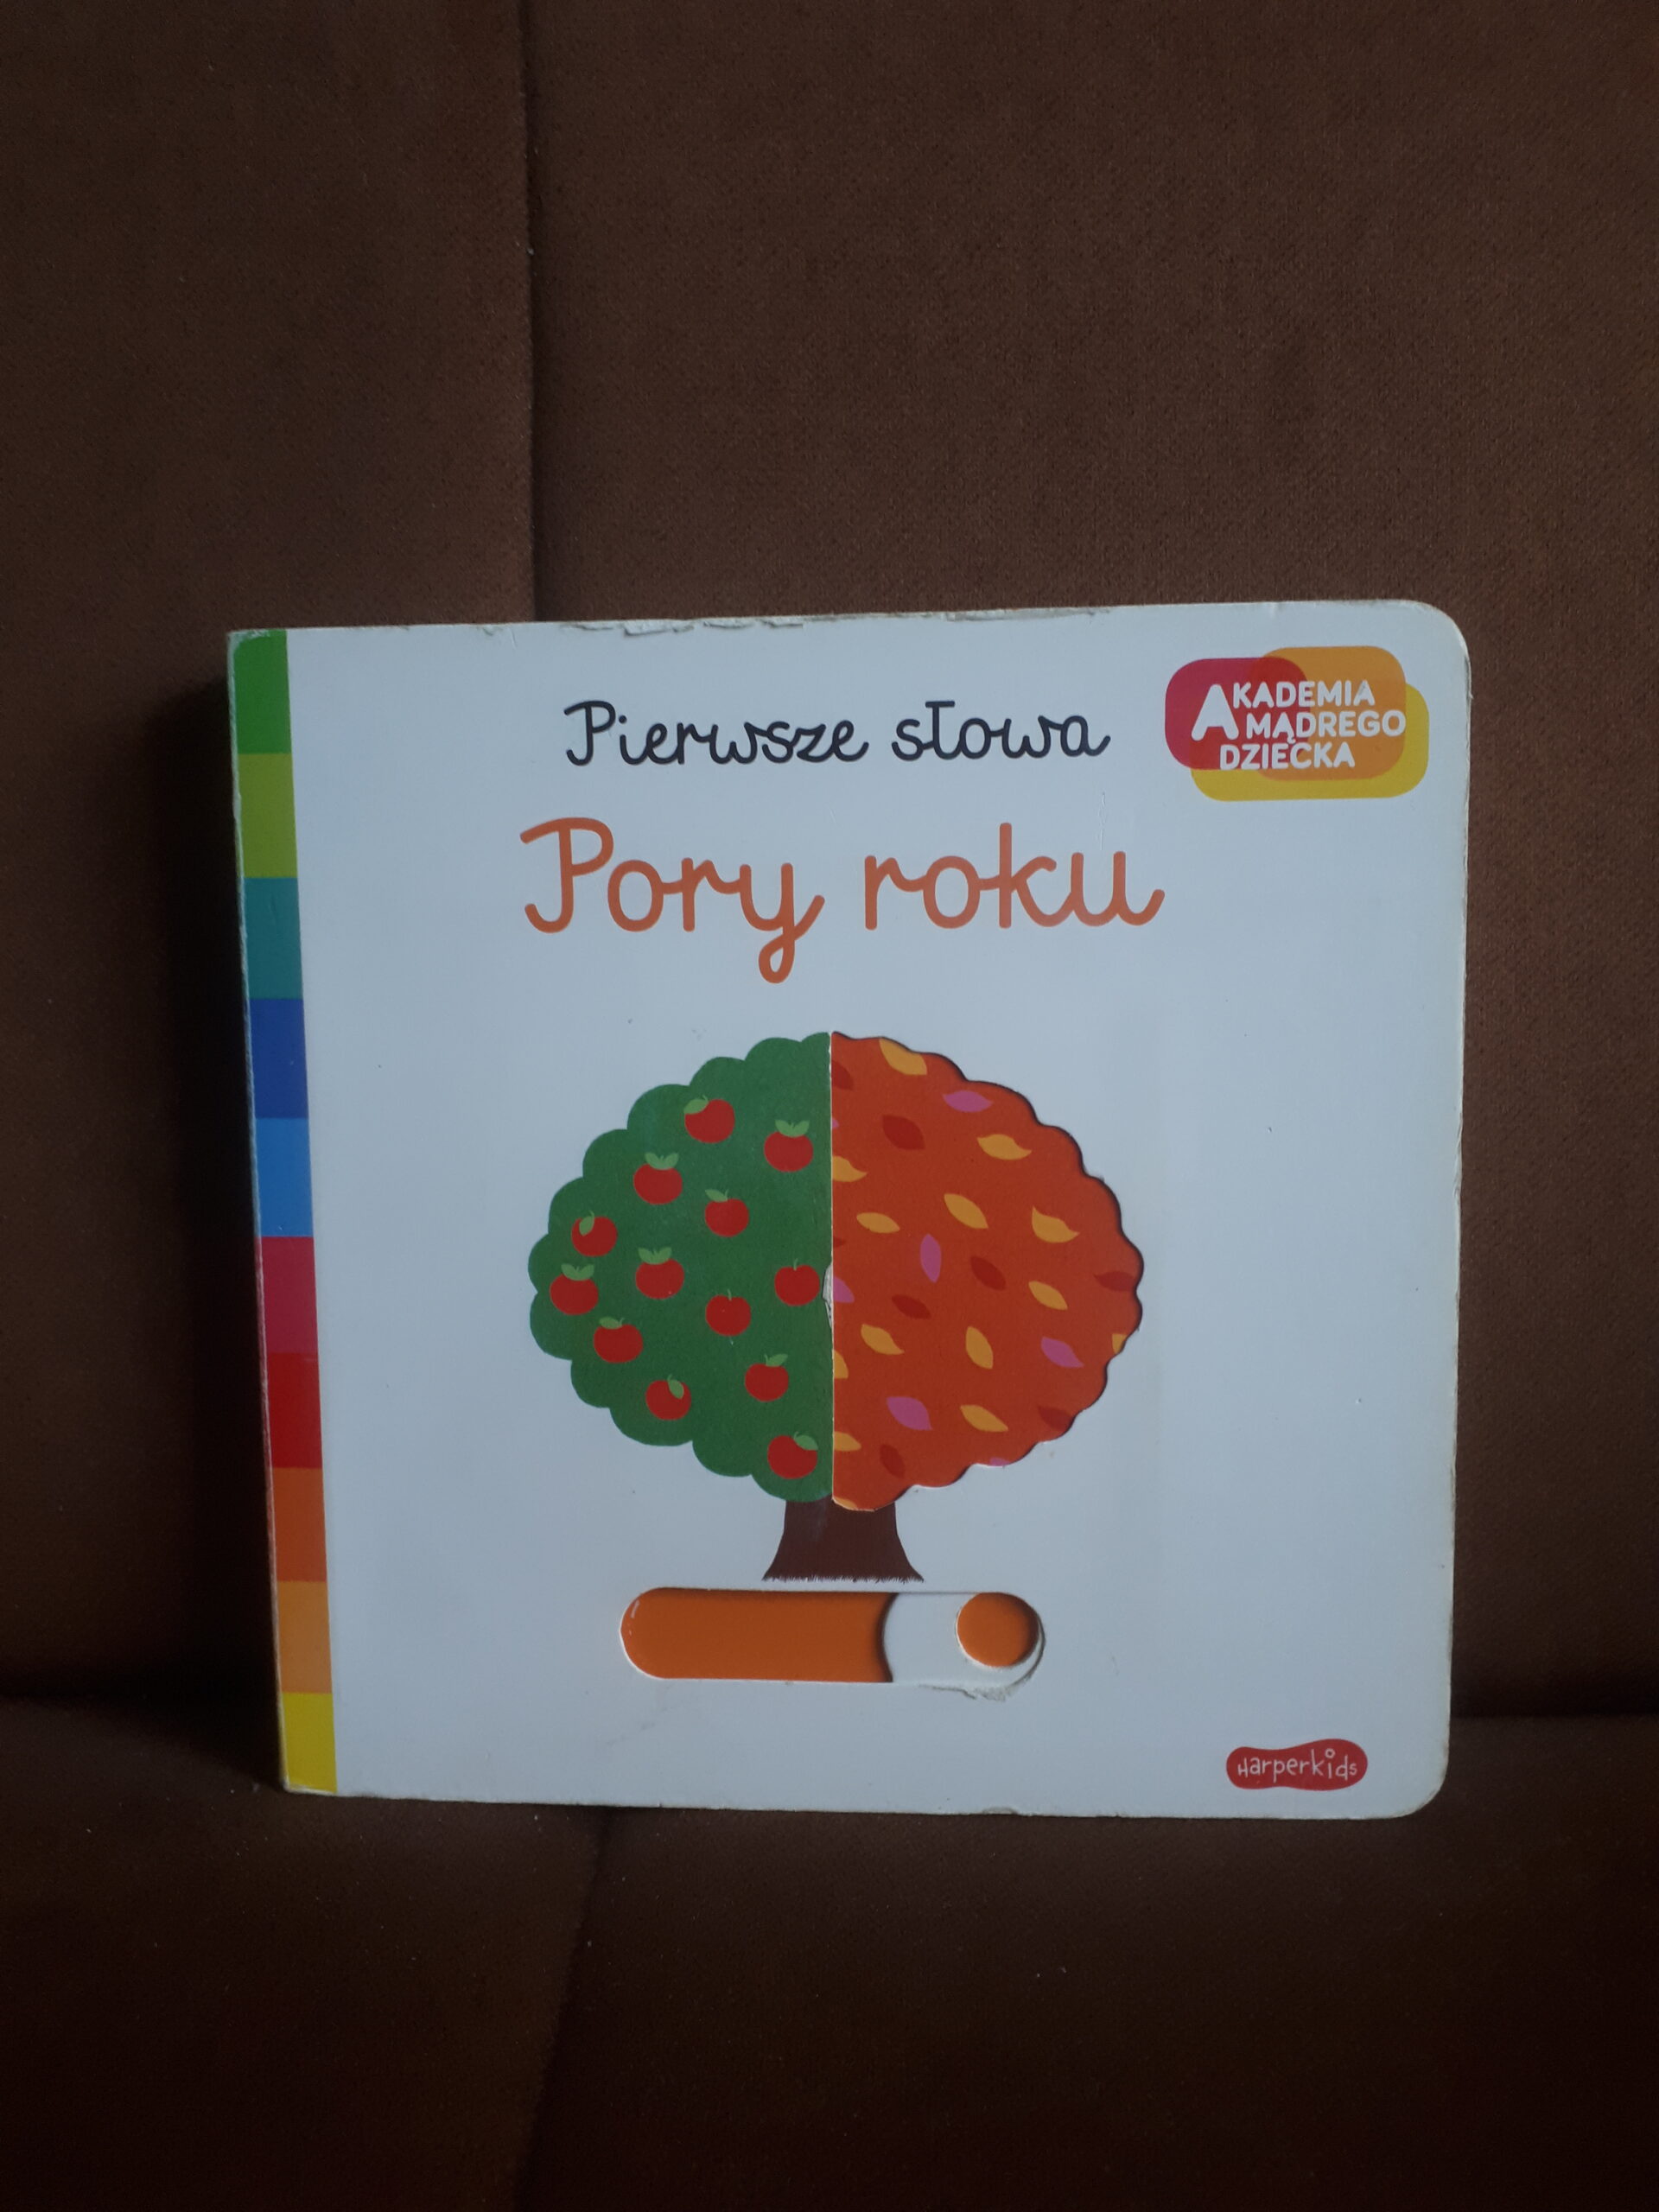 Pierwsze słowa
AKADEMIA
MĄDREGO
DZIECKA
Pory roku
Harperkids